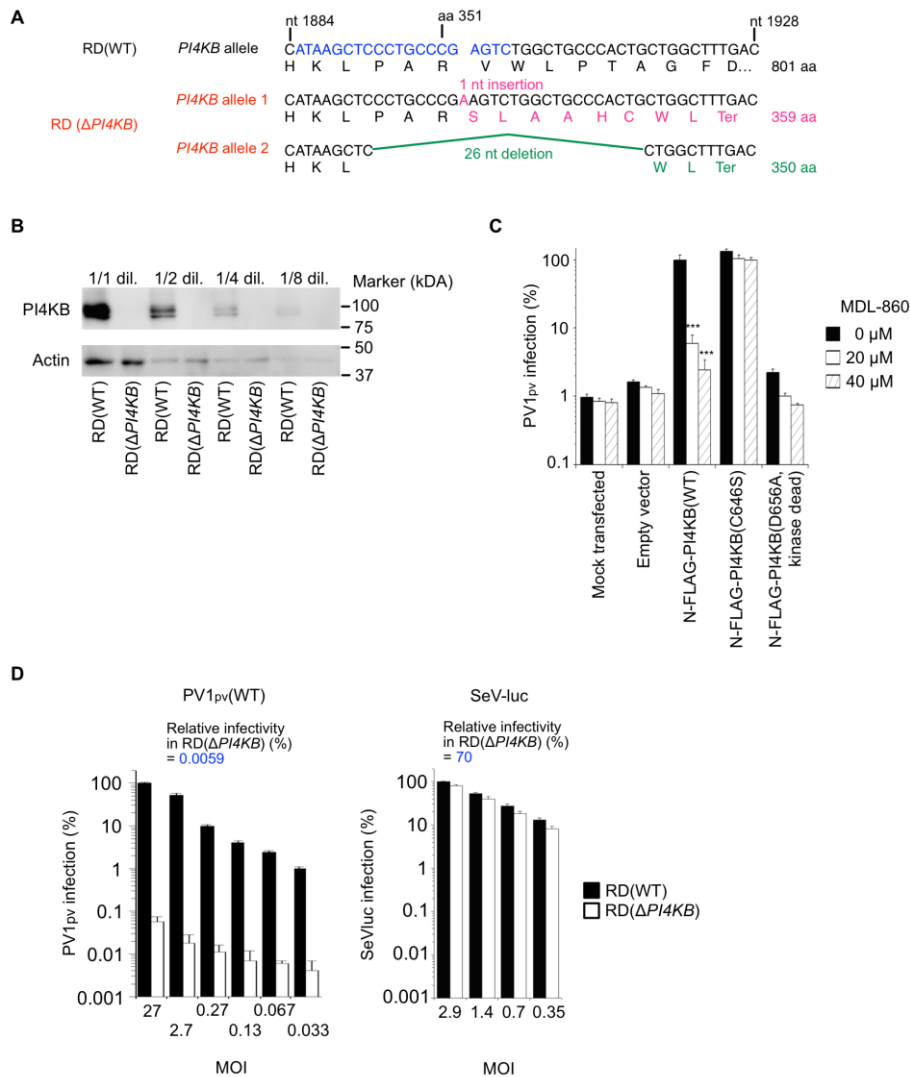 A
nt 1884
aa 351
nt 1928
RD(WT)
PI4KB allele
CATAAGCTCCCTGCCCG AGTCTGGCTGCCCACTGCTGGCTTTGAC
H K L P A R V W L P T A G F D...
801 aa
RD (ΔPI4KB)
1 nt insertion
PI4KB allele 1
CATAAGCTCCCTGCCCGAAGTCTGGCTGCCCACTGCTGGCTTTGAC
H K L P A R S L A A H C W L Ter
359 aa
PI4KB allele 2
CATAAGCTC
26 nt deletion
CTGGCTTTGAC
H K L
W L Ter
350 aa
B
1/1 dil. 1/2 dil. 1/4 dil. 1/8 dil. Marker (kDA)
PI4KB
100
75
Actin
50
37
RD(WT)
RD(ΔPI4KB)
RD(WT)
RD(ΔPI4KB)
RD(WT)
RD(ΔPI4KB)
RD(WT)
RD(ΔPI4KB)
C
PV1pv infection (%)
100
10
1
0.1
***
***
MDL-860
0 µM
20 µM
40 µM
Mock transfected
Empty vector
N-FLAG-PI4KB(WT)
N-FLAG-PI4KB(C646S)
N-FLAG-PI4KB(D656A,
kinase dead)
D
PV1pv(WT)
Relative infectivity
in RD(ΔPI4KB) (%)
= 0.0059
PV1pv infection (%)
100
10
1
0.1
0.01
0.001
27
2.7
0.27
0.13
0.067
0.033
MOI
SeV-luc
Relative infectivity
in RD(ΔPI4KB) (%)
= 70
SeVluc infection (%)
100
10
1
0.1
0.01
0.001
2.9 1.4 0.7 0.35
MOI
RD(WT)
RD(ΔPI4KB)